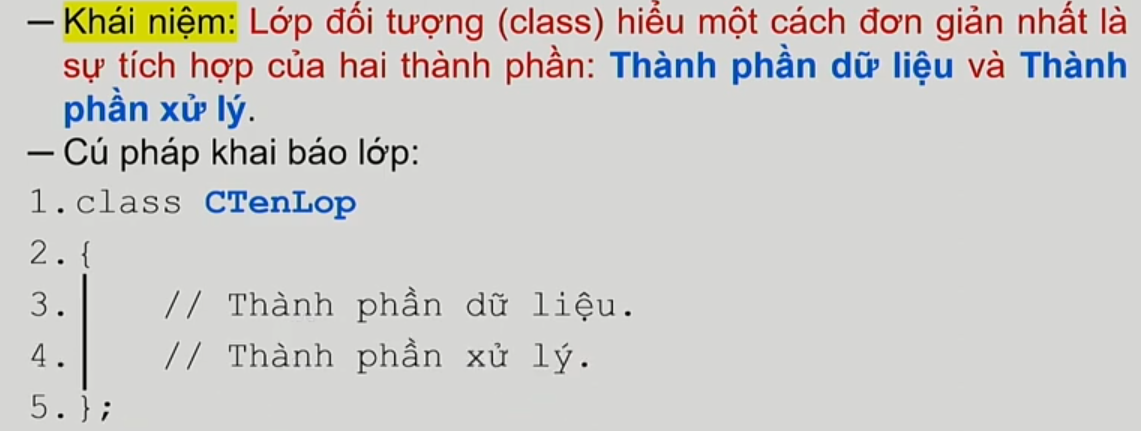 — Khái niệm: Lớp đối tượng (class) hiểu một cách đơn giản nhất là
sự tích hợp của hai thành phần: Thành phần dữ liệu và Thành
phần xử lý.
— Cú pháp khai báo lớp:
1.class CTenLop
2.{
3. // Thành phần dữ liệu.
4. // Thành phần xử lý.
5.};